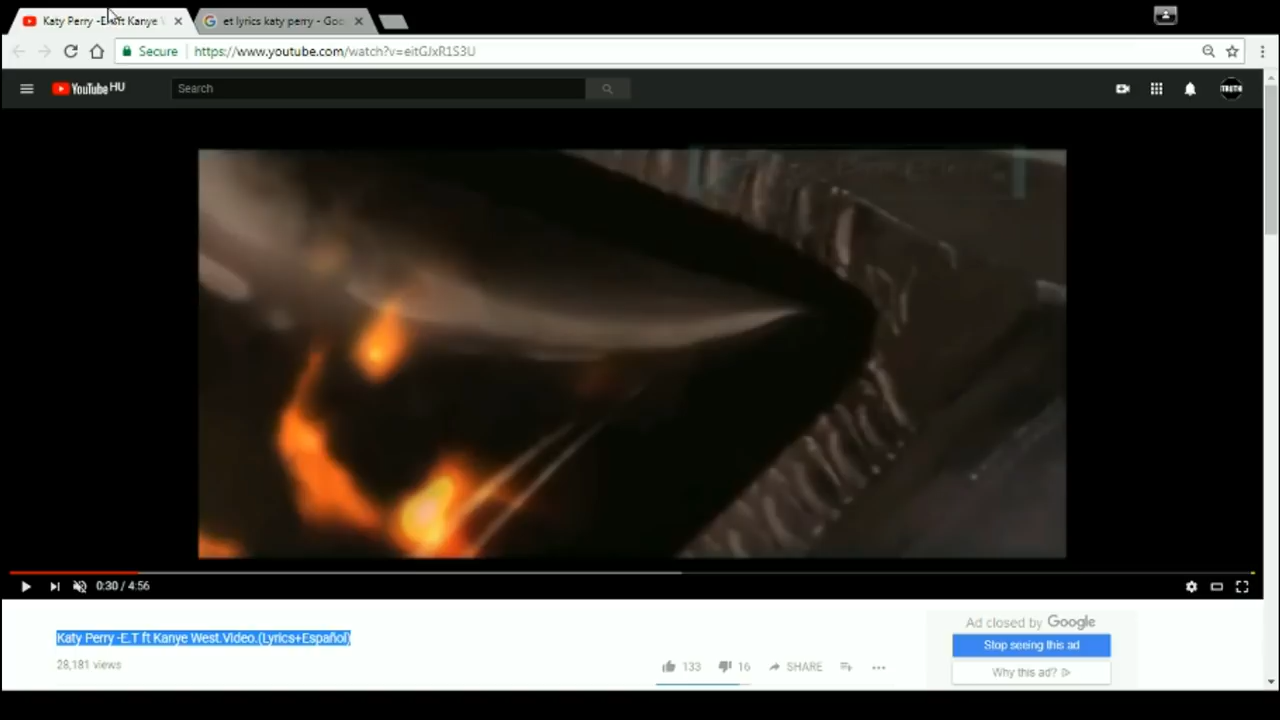 Katy Perry -E.T ft Kanye
et lyrics katy perry - Goo
Secure
https://www.youtube.com/watch?v=eitGJxR1S3U
YouTube HU
Search
TRUTH
0:30 / 4:56
Katy Perry -E.T ft Kanye West.Video.(Lyrics+Español)
28,181 views
133
16
SHARE
Ad closed by Google
Stop seeing this ad
Why this ad?